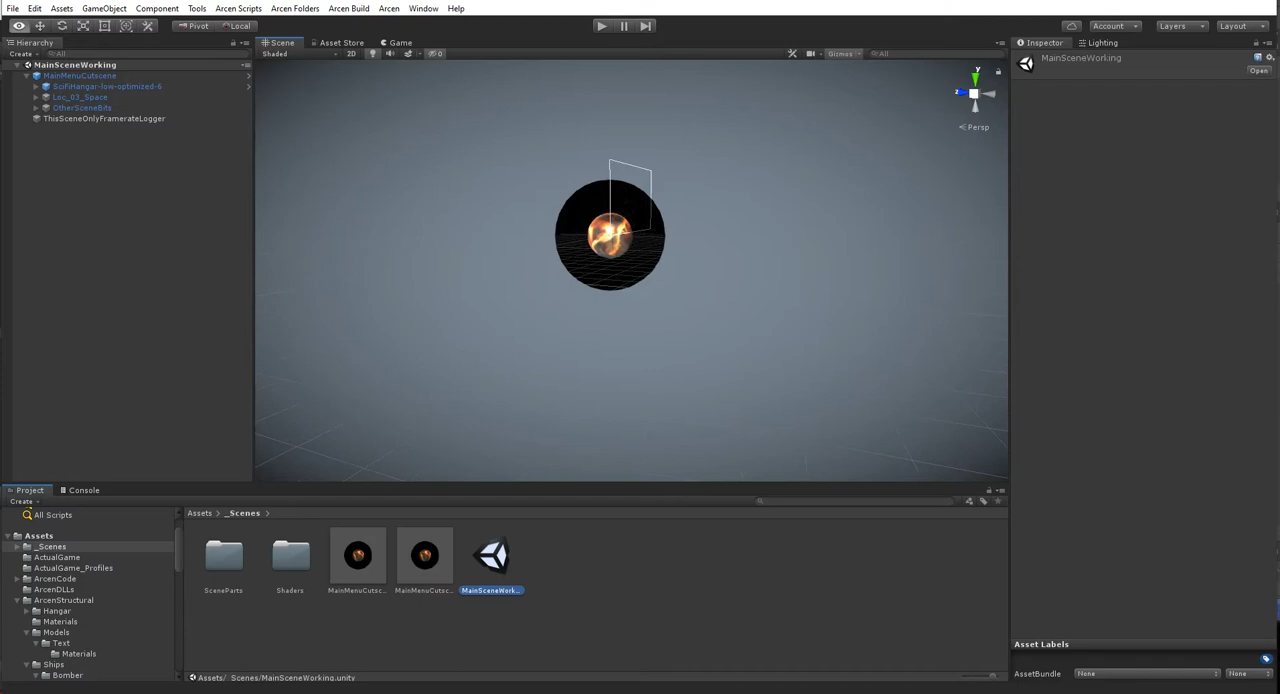 File Edit Assets GameObject Component Tools Arcen Scripts Arcen Folders Arcen Build Arcen Window Help
Pivot Local Account Layers Layout
Hierarchy Scene Asset Store Game Inspector Lighting
Create All Shaded 2D 0 Gizmos All
MainSceneWorking
MainSceneWorking
Open
MainMenuCutscene
SciFiHangar-low-optimized-6
Loc_03_Space
OtherSceneBits
ThisSceneOnlyFramerateLogger
y
z
Persp
Project Console
Create
All Scripts
Assets > _Scenes >
Assets
_Scenes
ActualGame
ActualGame_Profiles
ArcenCode
ArcenDLLs
ArcenStructural
Hangar
Materials
Models
Text
Materials
Ships
Bomber
SceneParts Shaders MainMenuCutsc... MainMenuCutsc... MainSceneWork...
Assets/_Scenes/MainSceneWorking.unity
Asset Labels
AssetBundle None None